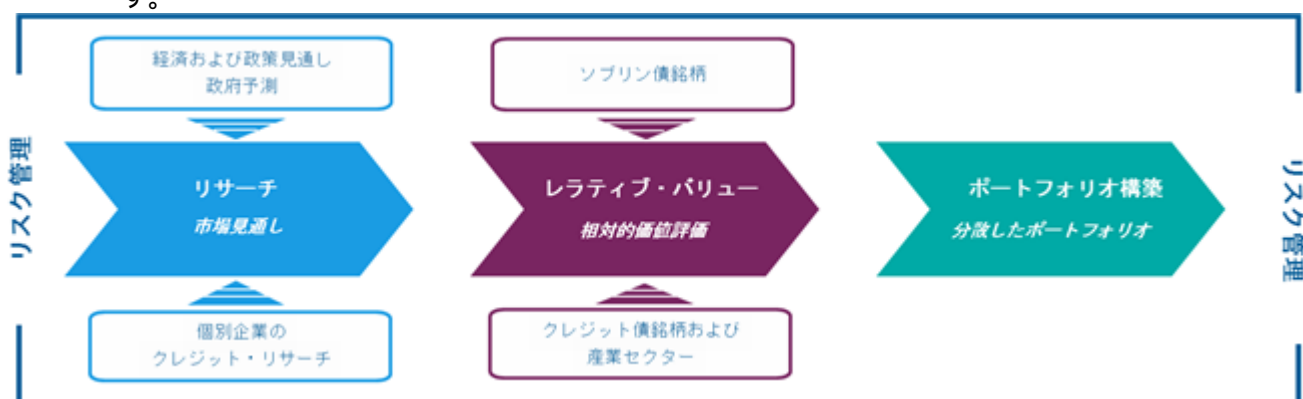 す。
経済および政策見通し
政府予測
ソブリン債銘柄
リスク管理
リサーチ
市場見通し
レラティブ・バリュー
相対的価値評価
ポートフォリオ構築
分散したポートフォリオ
リスク管理
個別企業の
クレジット・リサーチ
クレジット債銘柄および
産業セクター